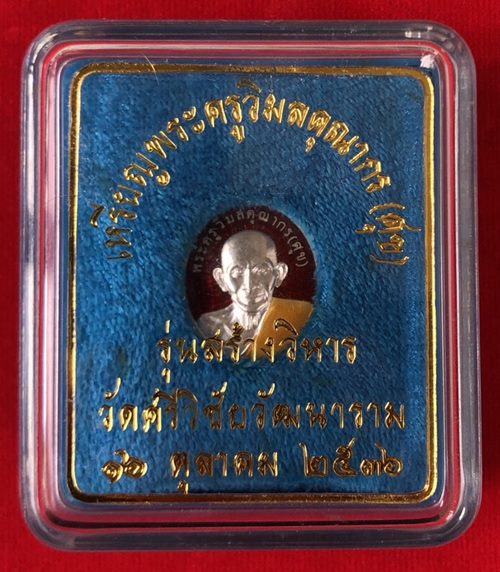 เหรียญพระครูวิมลคุณากร (ศุข)
พระครูวิมลคุณากร(ศุข)
รุ่นสร้างวิหาร
วัดศรีวิชัยวัฒนาราม
๑๖ ตุลาคม ๒๕๓๖